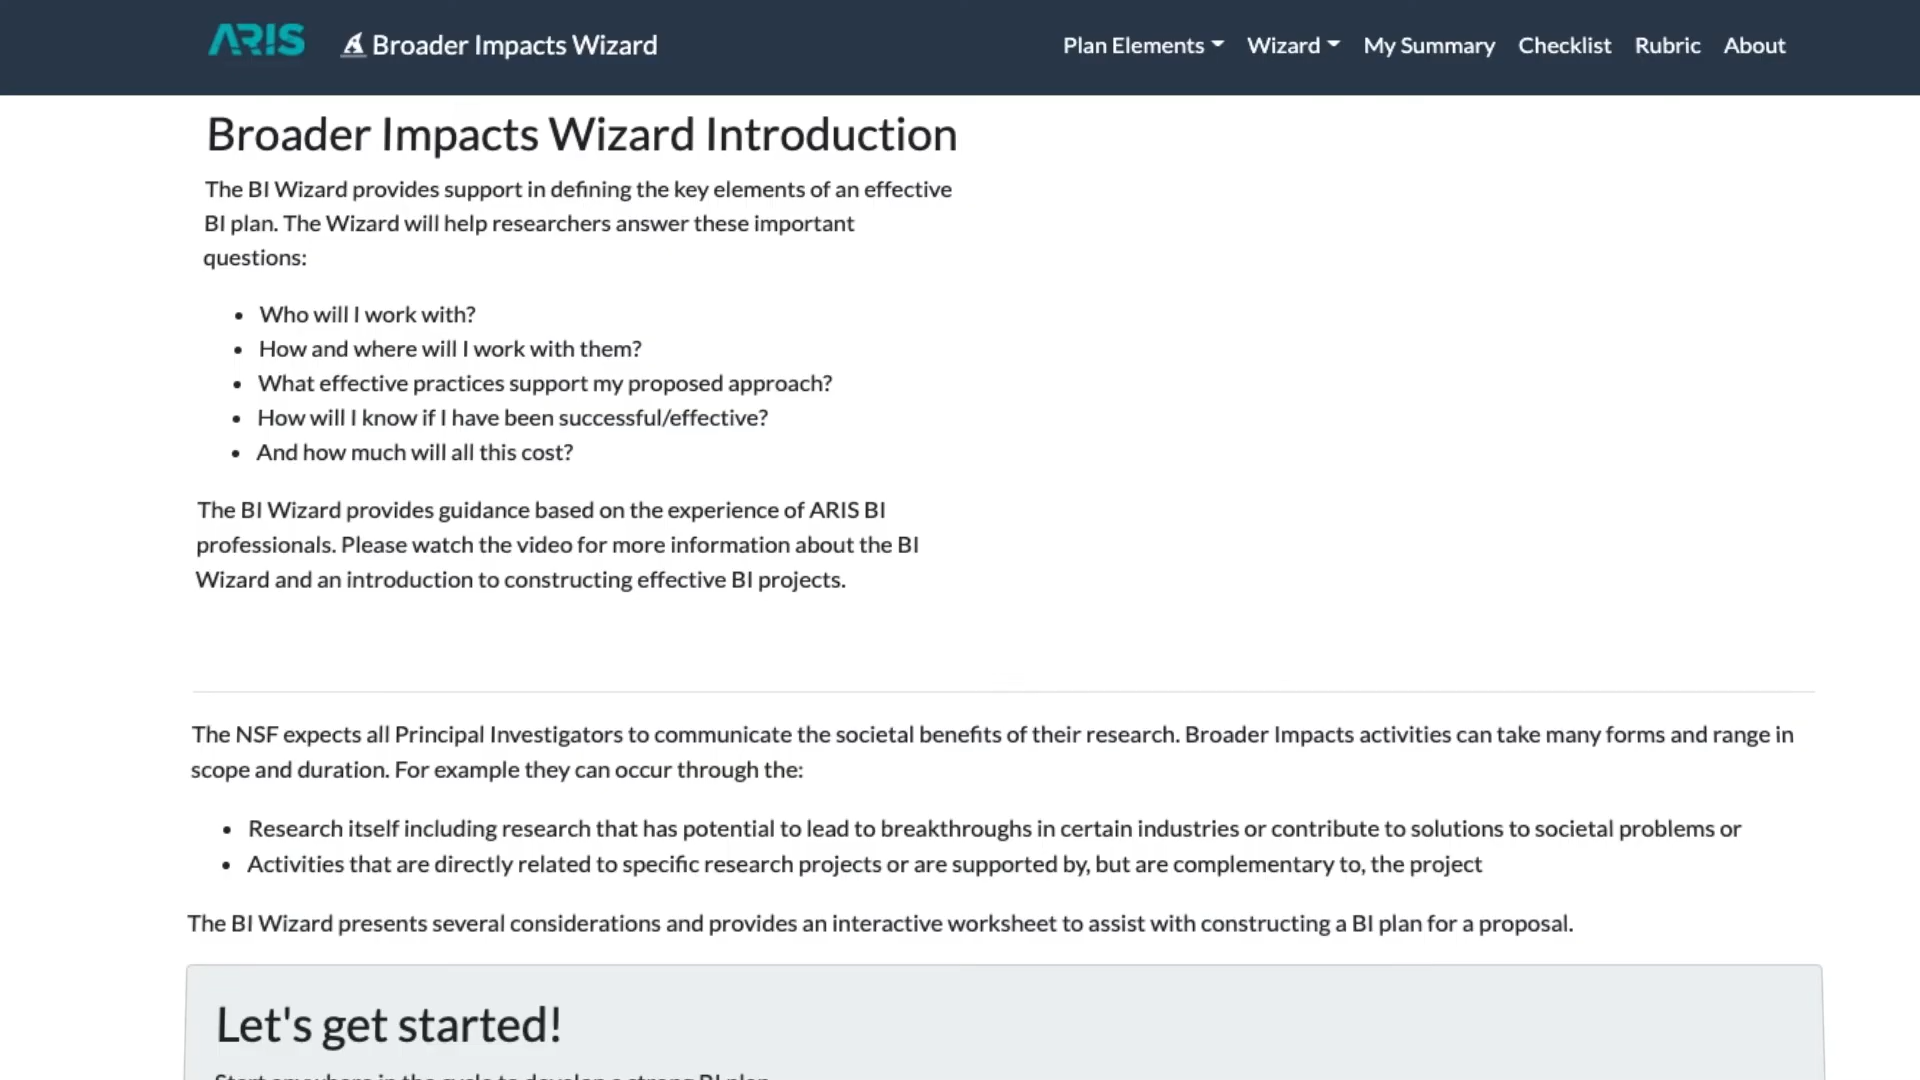 ARIS Broader Impacts Wizard Plan Elements Wizard My Summary Checklist Rubric About
Broader Impacts Wizard Introduction
The BI Wizard provides support in defining the key elements of an effective
BI plan. The Wizard will help researchers answer these important
questions:
• Who will I work with?
• How and where will I work with them?
• What effective practices support my proposed approach?
• How will I know if I have been successful/effective?
• And how much will all this cost?
The BI Wizard provides guidance based on the experience of ARIS BI
professionals. Please watch the video for more information about the BI
Wizard and an introduction to constructing effective BI projects.
The NSF expects all Principal Investigators to communicate the societal benefits of their research. Broader Impacts activities can take many forms and range in
scope and duration. For example they can occur through the:
• Research itself including research that has potential to lead to breakthroughs in certain industries or contribute to solutions to societal problems or
• Activities that are directly related to specific research projects or are supported by, but are complementary to, the project
The BI Wizard presents several considerations and provides an interactive worksheet to assist with constructing a BI plan for a proposal.
Let's get started!
Start anywhere in the cycle to develop a strong BI plan